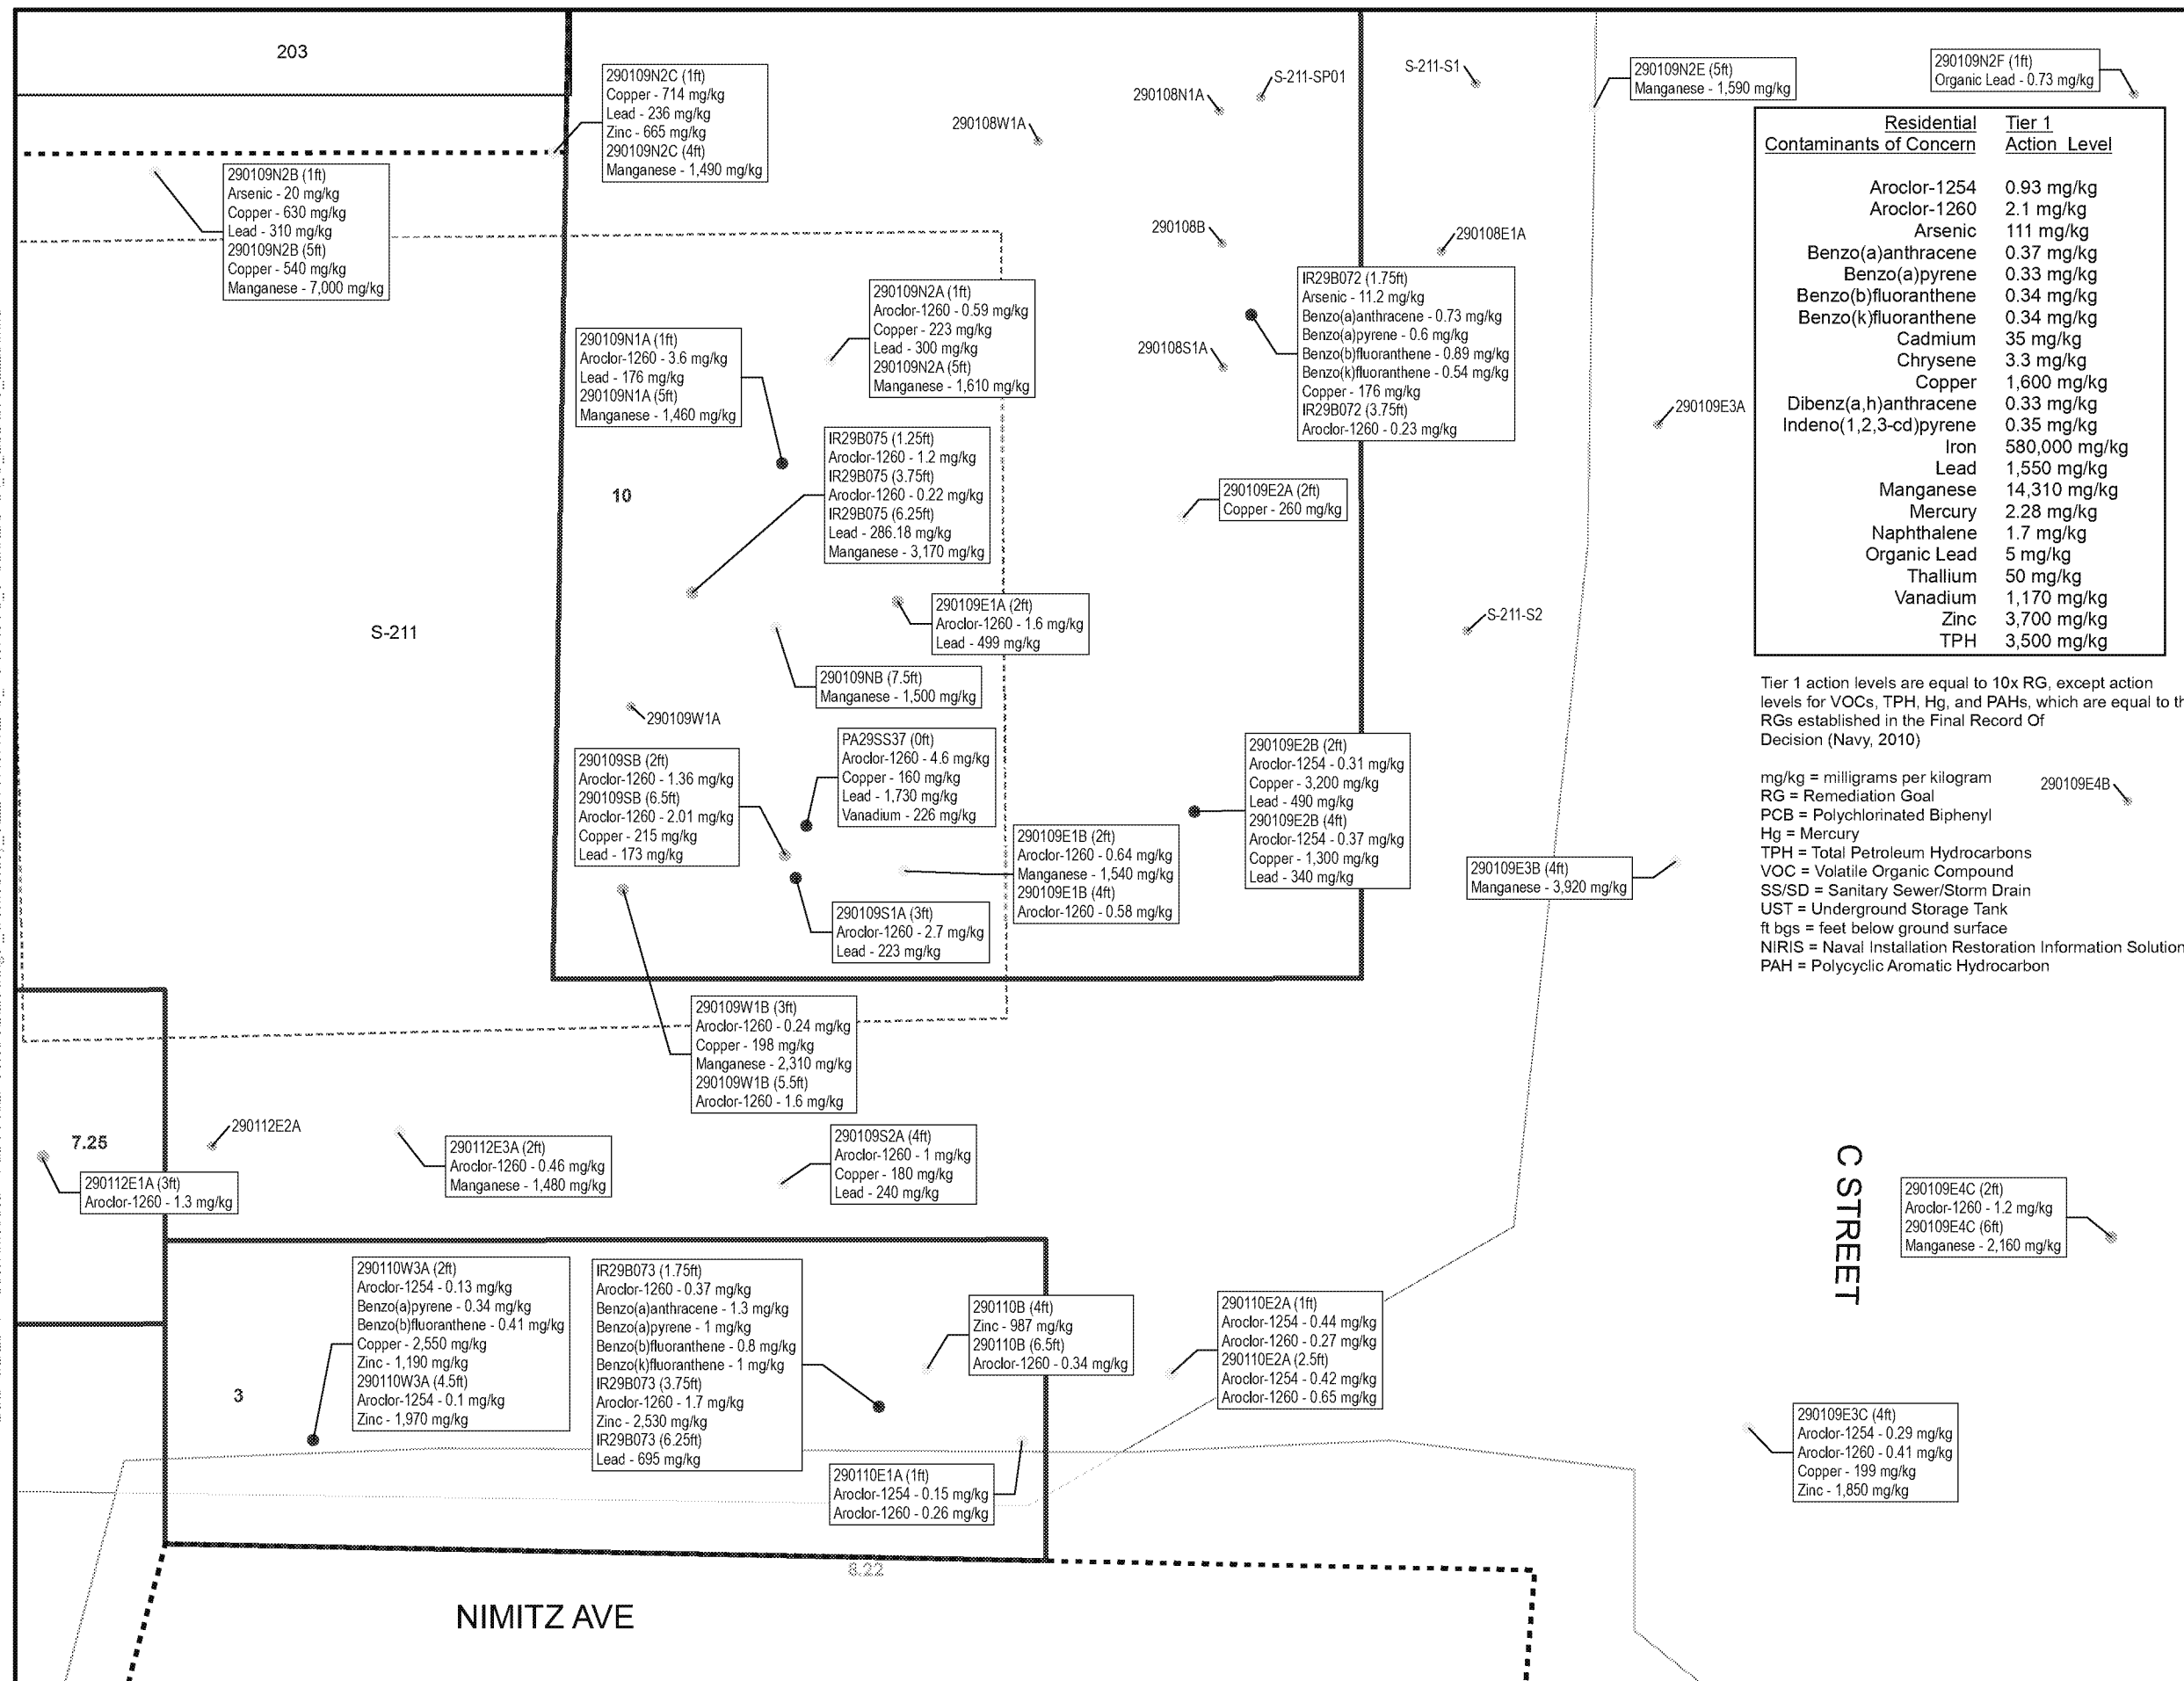 203
290109N2C (1ft)
Copper - 714 mg/kg
Lead - 236 mg/kg
Zinc - 665 mg/kg
290109N2C (4ft)
Manganese - 1,490 mg/kg
290108W1A
290108N1A
S-211-SP01
S-211-S1
290109N2E (5ft)
Manganese - 1,590 mg/kg
290109N2F (1ft)
Organic Lead - 0.73 mg/kg
290109N2B (1ft)
Arsenic - 20 mg/kg
Copper - 630 mg/kg
Lead - 310 mg/kg
290109N2B (5ft)
Copper - 540 mg/kg
Manganese - 7,000 mg/kg
Residential Tier 1
Contaminants of Concern Action Level
Aroclor-1254 0.93 mg/kg
Aroclor-1260 2.1 mg/kg
Arsenic 111 mg/kg
Benzo(a)anthracene 0.37 mg/kg
Benzo(a)pyrene 0.33 mg/kg
Benzo(b)fluoranthene 0.34 mg/kg
Benzo(k)fluoranthene 0.34 mg/kg
Cadmium 35 mg/kg
Chrysene 3.3 mg/kg
Copper 1,600 mg/kg
Dibenz(a,h)anthracene 0.33 mg/kg
Indeno(1,2,3-cd)pyrene 0.35 mg/kg
Iron 580,000 mg/kg
Lead 1,550 mg/kg
Manganese 14,310 mg/kg
Mercury 2.28 mg/kg
Naphthalene 1.7 mg/kg
Organic Lead 5 mg/kg
Thallium 50 mg/kg
Vanadium 1,170 mg/kg
Zinc 3,700 mg/kg
TPH 3,500 mg/kg
290108B
290108E1A
290108S1A
IR29B072 (1.75ft)
Arsenic - 11.2 mg/kg
Benzo(a)anthracene - 0.73 mg/kg
Benzo(a)pyrene - 0.6 mg/kg
Benzo(b)fluoranthene - 0.89 mg/kg
Benzo(k)fluoranthene - 0.54 mg/kg
Copper - 176 mg/kg
IR29B072 (3.75ft)
Aroclor-1260 - 0.23 mg/kg
290109N2A (1ft)
Aroclor-1260 - 0.59 mg/kg
Copper - 223 mg/kg
Lead - 300 mg/kg
290109N2A (5ft)
Manganese - 1,610 mg/kg
290109N1A (1ft)
Aroclor-1260 - 3.6 mg/kg
Lead - 176 mg/kg
290109N1A (5ft)
Manganese - 1,460 mg/kg
290109E3A
IR29B075 (1.25ft)
Aroclor-1260 - 1.2 mg/kg
IR29B075 (3.75ft)
Aroclor-1260 - 0.22 mg/kg
IR29B075 (6.25ft)
Lead - 286.18 mg/kg
Manganese - 3,170 mg/kg
10
290109E2A (2ft)
Copper - 260 mg/kg
S-211
290109E1A (2ft)
Aroclor-1260 - 1.6 mg/kg
Lead - 499 mg/kg
S-211-S2
290109NB (7.5ft)
Manganese - 1,500 mg/kg
290109W1A
Tier 1 action levels are equal to 10x RG, except action
levels for VOCs, TPH, Hg, and PAHs, which are equal to th
RGs established in the Final Record Of
Decision (Navy, 2010)
mg/kg = milligrams per kilogram
RG = Remediation Goal
PCB = Polychlorinated Biphenyl
Hg = Mercury
TPH = Total Petroleum Hydrocarbons
VOC = Volatile Organic Compound
SS/SD = Sanitary Sewer/Storm Drain
UST = Underground Storage Tank
ft bgs = feet below ground surface
NIRIS = Naval Installation Restoration Information Solution
PAH = Polycyclic Aromatic Hydrocarbon
290109E4B
PA29SS37 (0ft)
Aroclor-1260 - 4.6 mg/kg
Copper - 160 mg/kg
Lead - 1,730 mg/kg
Vanadium - 226 mg/kg
290109SB (2ft)
Aroclor-1260 - 1.36 mg/kg
290109SB (6.5ft)
Aroclor-1260 - 2.01 mg/kg
Copper - 215 mg/kg
Lead - 173 mg/kg
290109E2B (2ft)
Aroclor-1254 - 0.31 mg/kg
Copper - 3,200 mg/kg
Lead - 490 mg/kg
290109E2B (4ft)
Aroclor-1254 - 0.37 mg/kg
Copper - 1,300 mg/kg
Lead - 340 mg/kg
290109E1B (2ft)
Aroclor-1260 - 0.64 mg/kg
Manganese - 1,540 mg/kg
290109E1B (4ft)
Aroclor-1260 - 0.58 mg/kg
290109E3B (4ft)
Manganese - 3,920 mg/kg
290109S1A (3ft)
Aroclor-1260 - 2.7 mg/kg
Lead - 223 mg/kg
290109W1B (3ft)
Aroclor-1260 - 0.24 mg/kg
Copper - 198 mg/kg
Manganese - 2,310 mg/kg
290109W1B (5.5ft)
Aroclor-1260 - 1.6 mg/kg
7.25
290112E2A
290112E1A (3ft)
Aroclor-1260 - 1.3 mg/kg
290112E3A (2ft)
Aroclor-1260 - 0.46 mg/kg
Manganese - 1,480 mg/kg
290109S2A (4ft)
Aroclor-1260 - 1 mg/kg
Copper - 180 mg/kg
Lead - 240 mg/kg
C STREET
290109E4C (2ft)
Aroclor-1260 - 1.2 mg/kg
290109E4C (6ft)
Manganese - 2,160 mg/kg
290110W3A (2ft)
Aroclor-1254 - 0.13 mg/kg
Benzo(a)pyrene - 0.34 mg/kg
Benzo(b)fluoranthene - 0.41 mg/kg
Copper - 2,550 mg/kg
Zinc - 1,190 mg/kg
290110W3A (4.5ft)
Aroclor-1254 - 0.1 mg/kg
Zinc - 1,970 mg/kg
IR29B073 (1.75ft)
Aroclor-1260 - 0.37 mg/kg
Benzo(a)anthracene - 1.3 mg/kg
Benzo(a)pyrene - 1 mg/kg
Benzo(b)fluoranthene - 0.8 mg/kg
Benzo(k)fluoranthene - 1 mg/kg
IR29B073 (3.75ft)
Aroclor-1260 - 1.7 mg/kg
Zinc - 2,530 mg/kg
IR29B073 (6.25ft)
Lead - 695 mg/kg
290110B (4ft)
Zinc - 987 mg/kg
290110B (6.5ft)
Aroclor-1260 - 0.34 mg/kg
290110E2A (1ft)
Aroclor-1254 - 0.44 mg/kg
Aroclor-1260 - 0.27 mg/kg
290110E2A (2.5ft)
Aroclor-1254 - 0.42 mg/kg
Aroclor-1260 - 0.65 mg/kg
3
290109E3C (4ft)
Aroclor-1254 - 0.29 mg/kg
Aroclor-1260 - 0.41 mg/kg
Copper - 199 mg/kg
Zinc - 1,850 mg/kg
290110E1A (1ft)
Aroclor-1254 - 0.15 mg/kg
Aroclor-1260 - 0.26 mg/kg
8.22
NIMITZ AVE